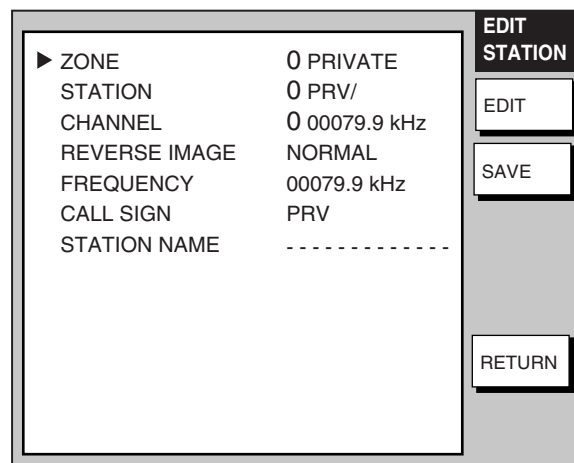 EDIT
STATION
▶ ZONE 0 PRIVATE
STATION 0 PRV/
CHANNEL 0 00079.9 kHz
REVERSE IMAGE NORMAL
FREQUENCY 00079.9 kHz
CALL SIGN PRV
STATION NAME - - - - - - - - - - - - -
EDIT
SAVE
RETURN